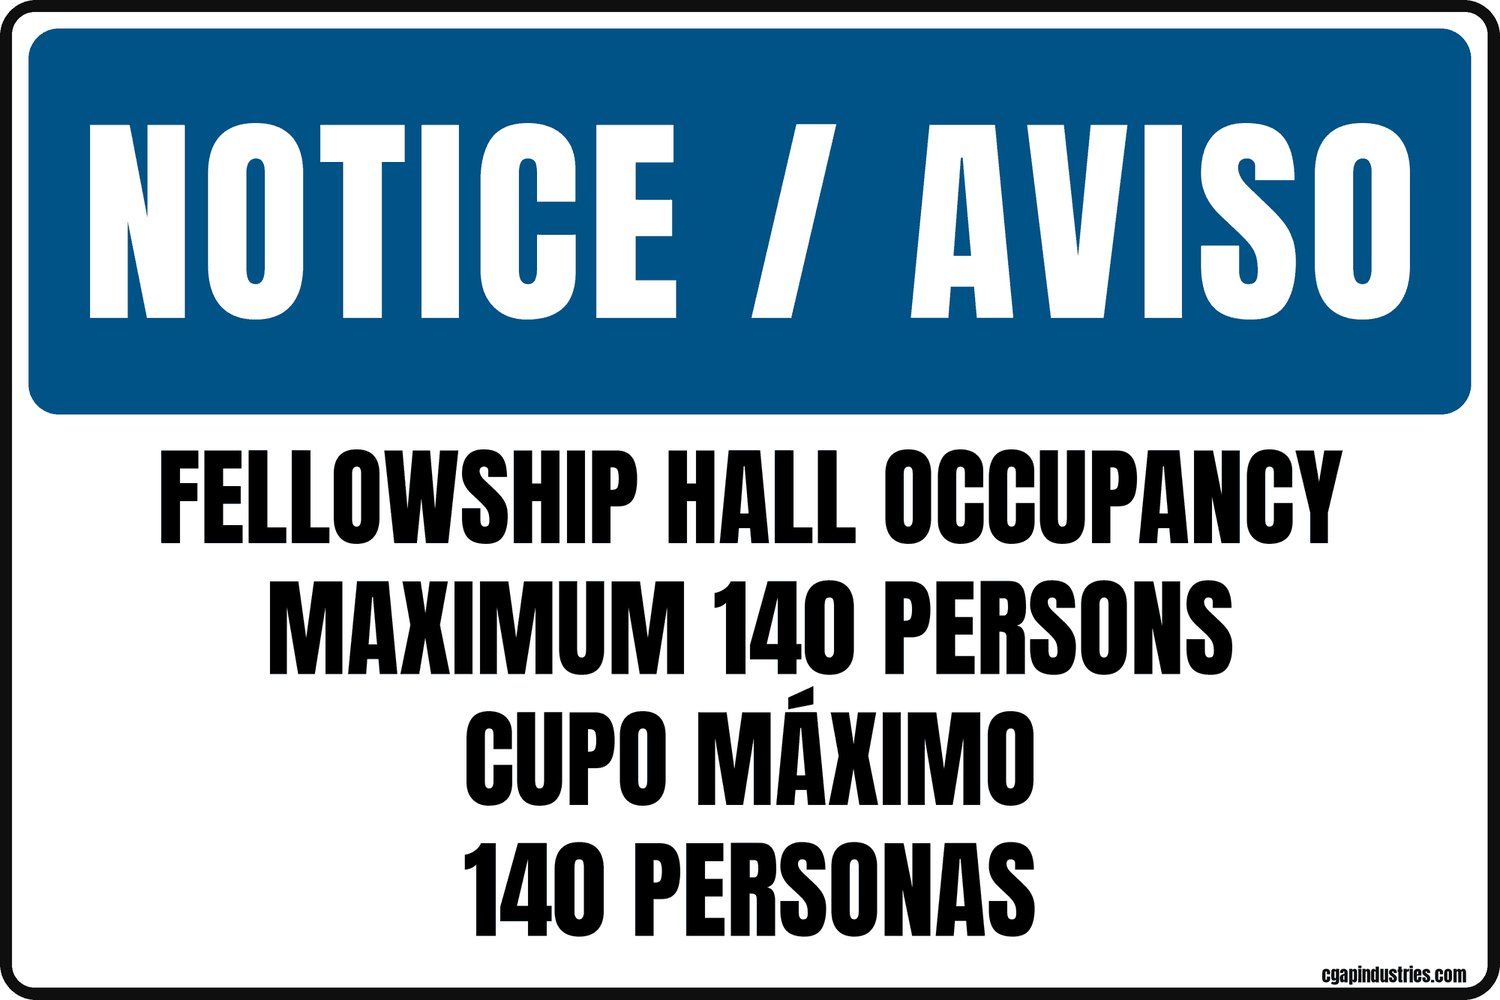 NOTICE / AVISO
FELLOWSHIP HALL OCCUPANCY
MAXIMUM 140 PERSONS
CUPO MÁXIMO
140 PERSONAS
cgapindustries.com